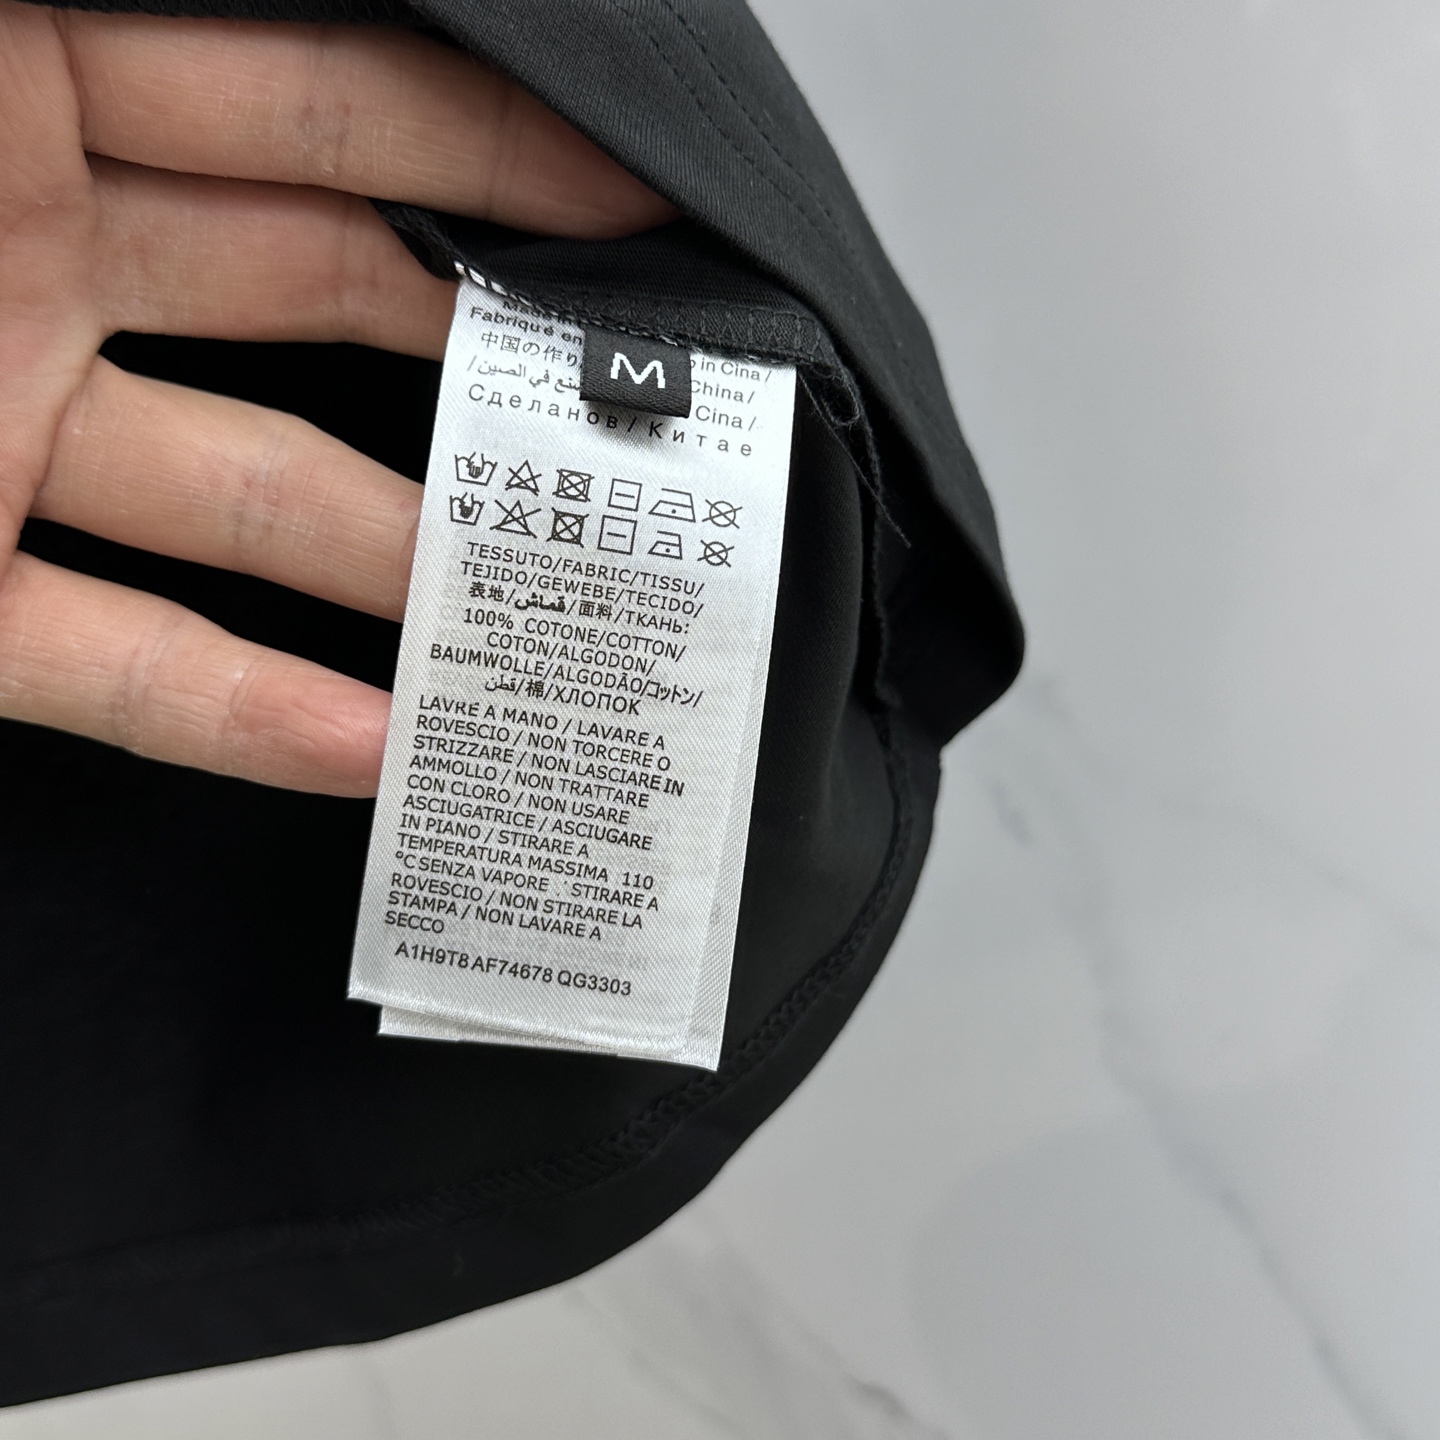 Fabriqué en
中国の作り
M
in Cina/
China/
Cina/
/صنع في الصين
Сделанов/Китае
TESSUTO/FABRIC/TISSU/
TEJIDO/GEWEBE/TECIDO/
表地/قماش/面料/ТКАНЬ:
100% COTONE/COTTON/
COTON/ALGODON/
BAUMWOLLE/ALGODÃO/コットン/
قطن/棉/ХЛОПОК
LAVRE A MANO / LAVARE A
ROVESCIO / NON TORCERE O
STRIZZARE / NON LASCIARE IN
AMMOLLO / NON TRATTARE
CON CLORO / NON USARE
ASCIUGATRICE / ASCIUGARE
IN PIANO / STIRARE A
TEMPERATURA MASSIMA 110
°C SENZA VAPORE . STIRARE A
ROVESCIO / NON STIRARE LA
STAMPA / NON LAVARE A
SECCO
A1H9T8 AF74678 QG3303